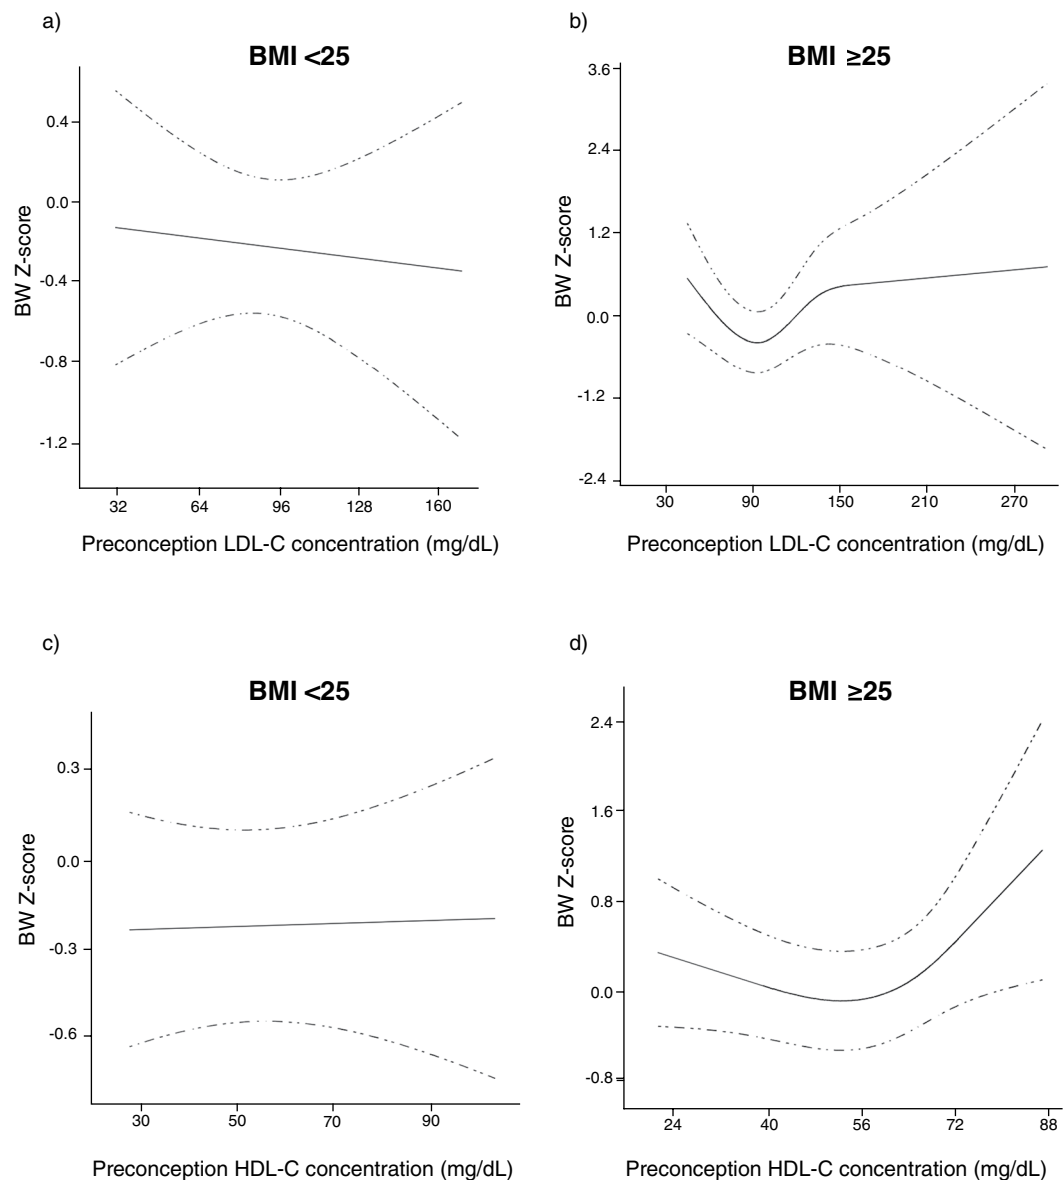 a)
BMI <25
0.4
0.0
-0.4
-0.8
-1.2
BW Z-score
32 64 96 128 160
Preconception LDL-C concentration (mg/dL)
b)
BMI ≥25
3.6
2.4
1.2
0.0
-1.2
-2.4
BW Z-score
30 90 150 210 270
Preconception LDL-C concentration (mg/dL)
c)
BMI <25
0.3
0.0
-0.3
-0.6
BW Z-score
30 50 70 90
Preconception HDL-C concentration (mg/dL)
d)
BMI ≥25
2.4
1.6
0.8
0.0
-0.8
BW Z-score
24 40 56 72 88
Preconception HDL-C concentration (mg/dL)